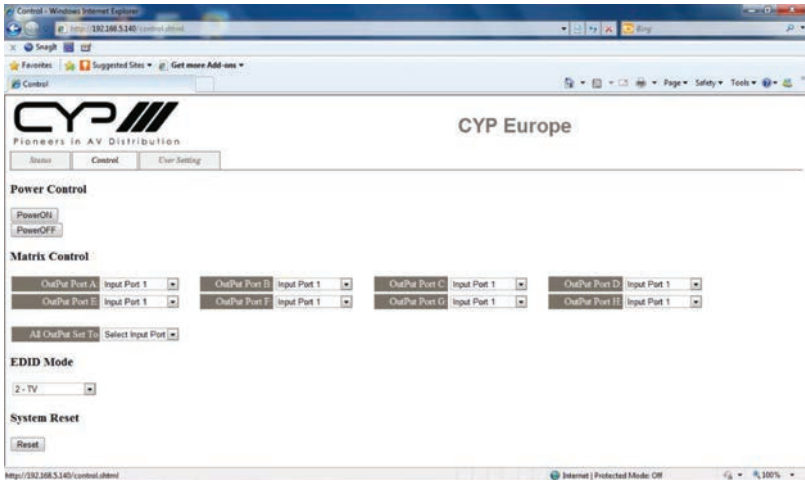 Control - Windows Internet Explorer
http://192.168.5.140/control.shtml
Bing
x Snagit
Favorites Suggested Sites Get more Add-ons
Control
Page Safety Tools
CYP
Pioneers in AV Distribution
CYP Europe
Status Control User Setting
Power Control
PowerON
PowerOFF
Matrix Control
OutPut Port A: Input Port 1 OutPut Port B: Input Port 1 OutPut Port C: Input Port 1 OutPut Port D: Input Port 1
OutPut Port E: Input Port 1 OutPut Port F: Input Port 1 OutPut Port G: Input Port 1 OutPut Port H: Input Port 1
All OutPut Set To: Select Input Port
EDID Mode
2 - TV
System Reset
Reset
http://192.168.5.140/control.shtml Internet | Protected Mode: Off 100%